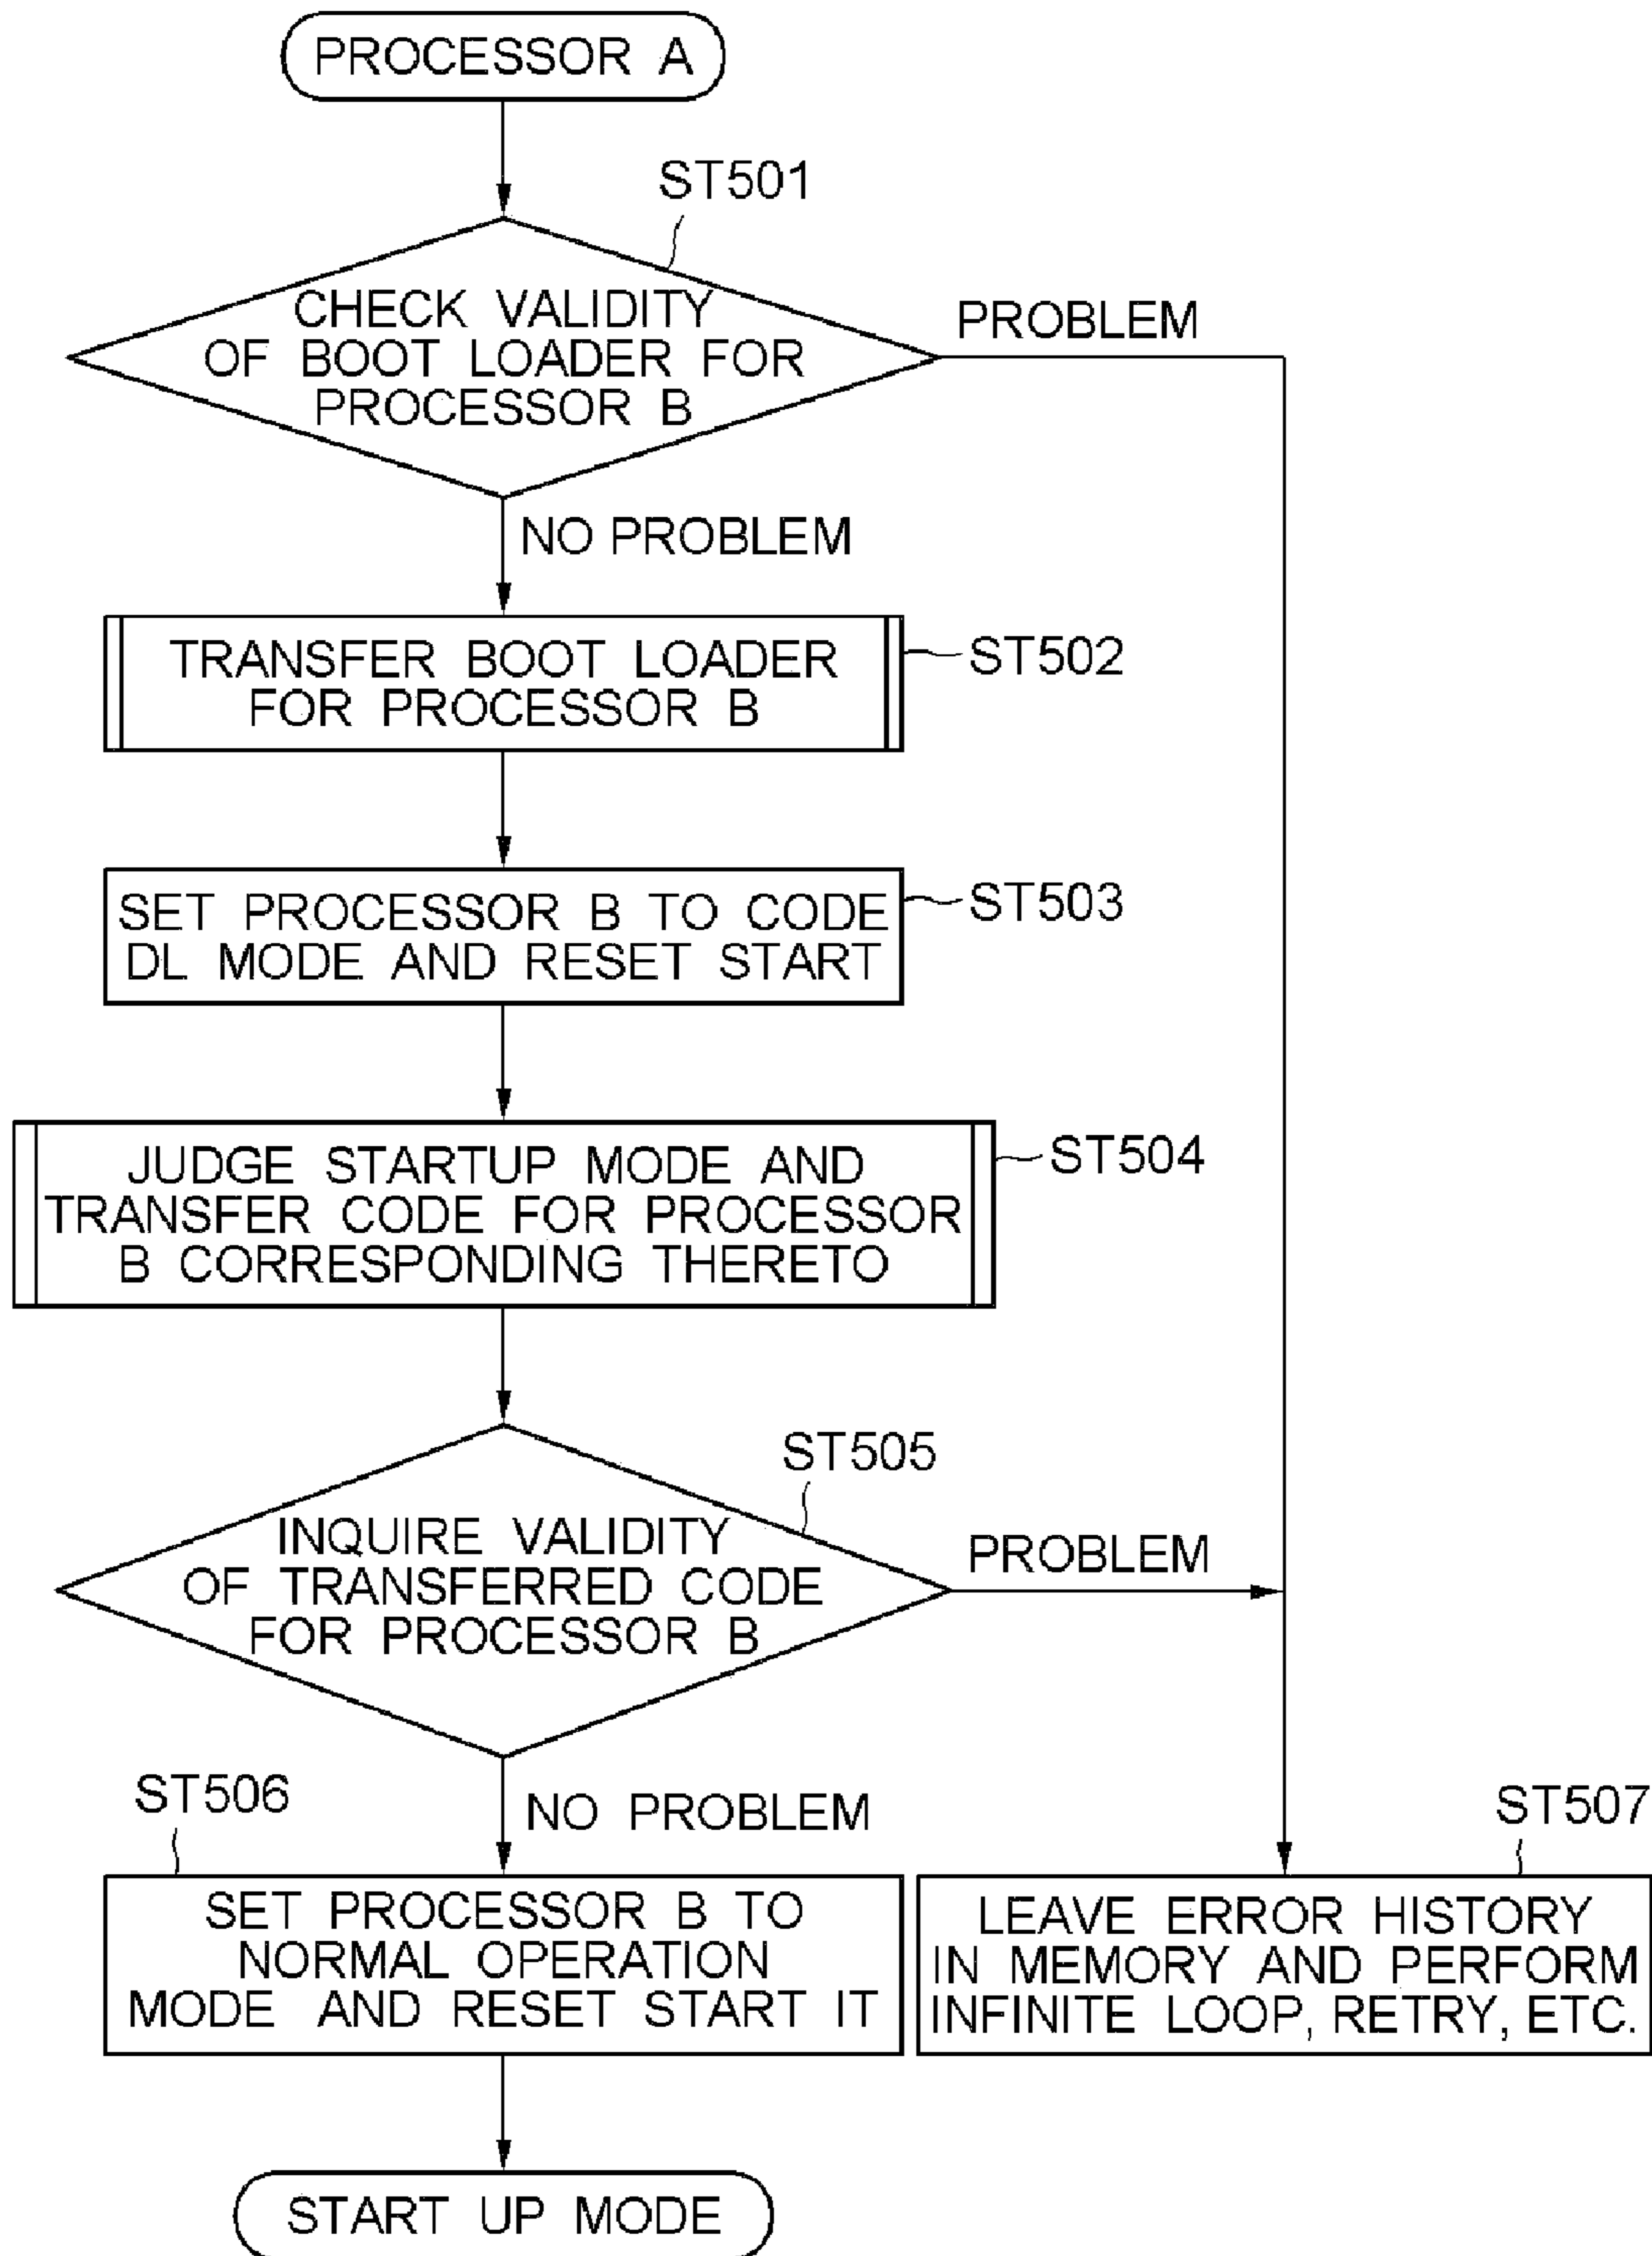 PROCESSOR A
ST501
CHECK VALIDITY
OF BOOT LOADER FOR
PROCESSOR B
PROBLEM
NO PROBLEM
TRANSFER BOOT LOADER
FOR PROCESSOR B
ST502
SET PROCESSOR B TO CODE
DL MODE AND RESET START
ST503
JUDGE STARTUP MODE AND
TRANSFER CODE FOR PROCESSOR
B CORRESPONDING THERETO
ST504
ST505
INQUIRE VALIDITY
OF TRANSFERRED CODE
FOR PROCESSOR B
PROBLEM
NO PROBLEM
ST506
SET PROCESSOR B TO
NORMAL OPERATION
MODE AND RESET START IT
ST507
LEAVE ERROR HISTORY
IN MEMORY AND PERFORM
INFINITE LOOP, RETRY, ETC.
START UP MODE